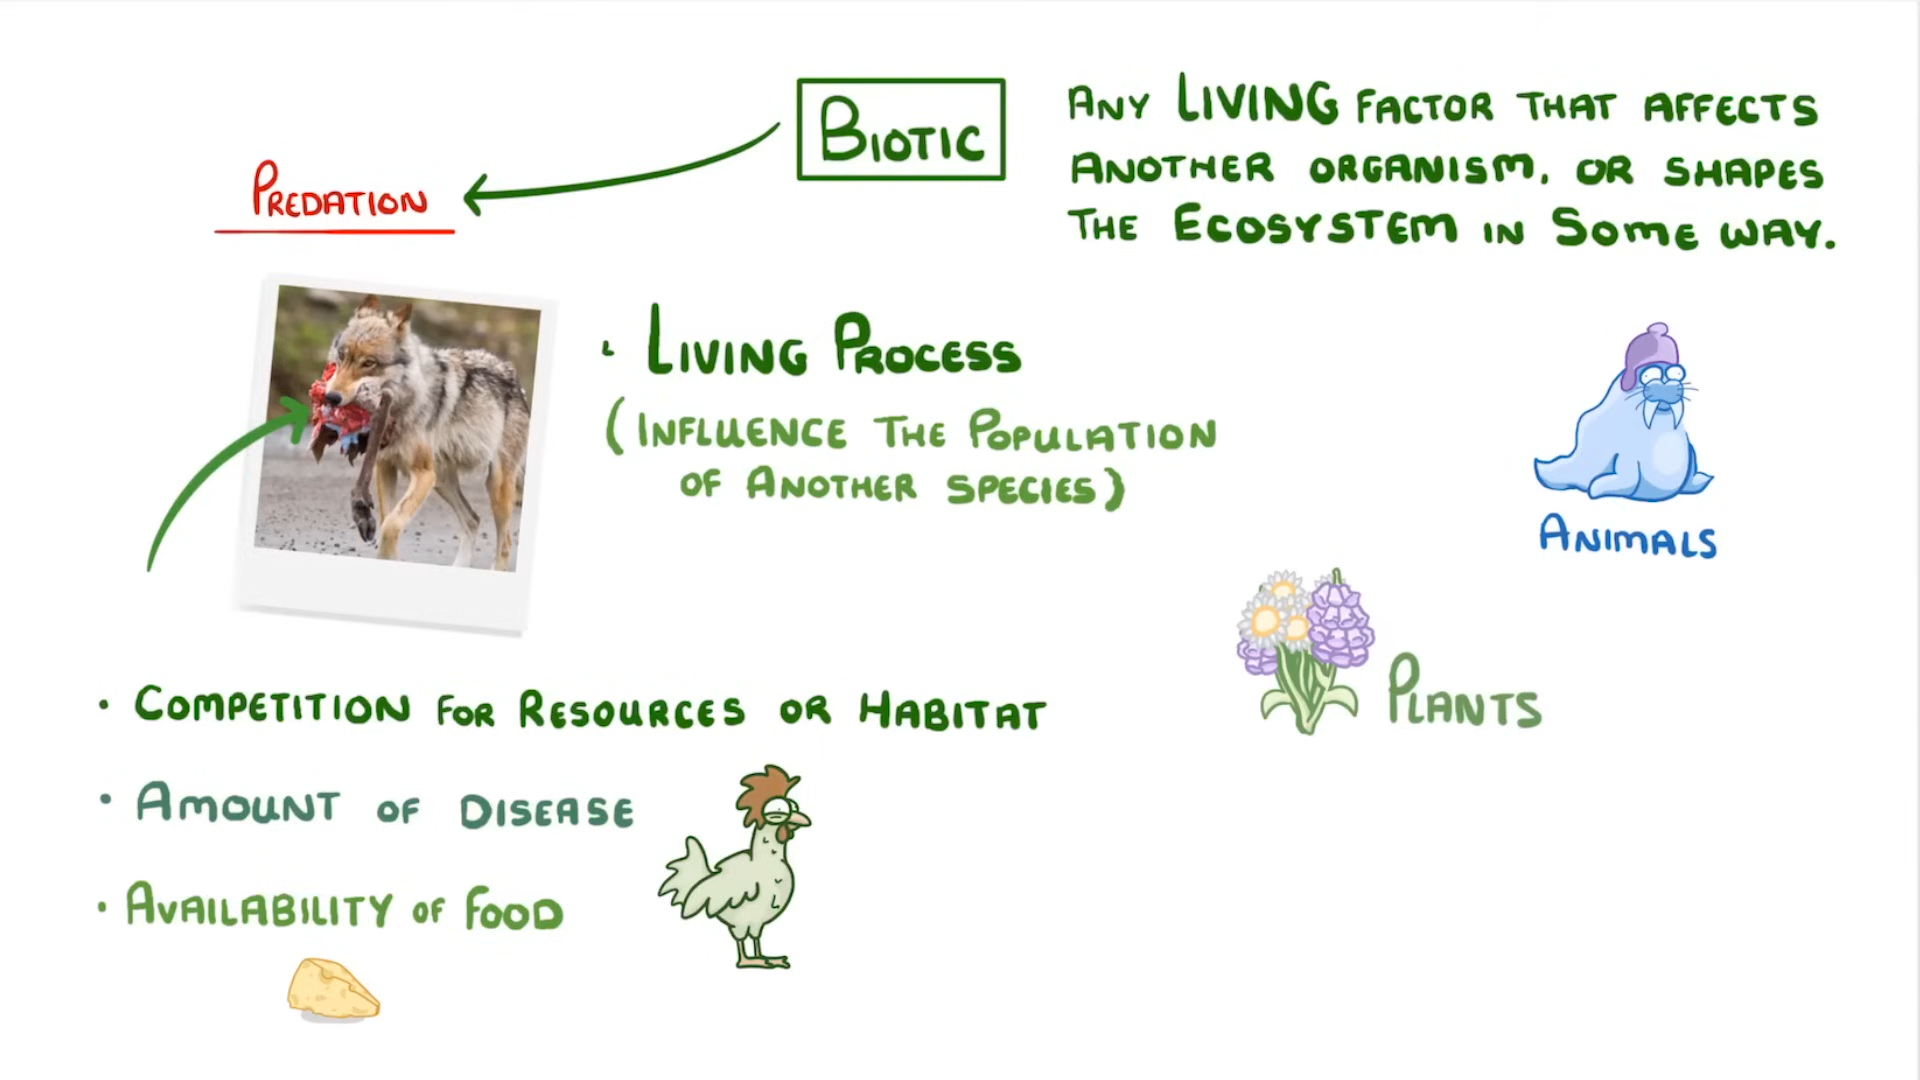 BIOTIC
ANY LIVING FACTOR THAT AFFECTS
ANOTHER ORGANISM, OR SHAPES
THE ECOSYSTEM IN SOME WAY.
PREDATION
• LIVING PROCESS
(INFLUENCE THE POPULATION
OF ANOTHER SPECIES)
ANIMALS
PLANTS
• COMPETITION FOR RESOURCES OR HABITAT
• AMOUNT OF DISEASE
• AVAILABILITY OF FOOD